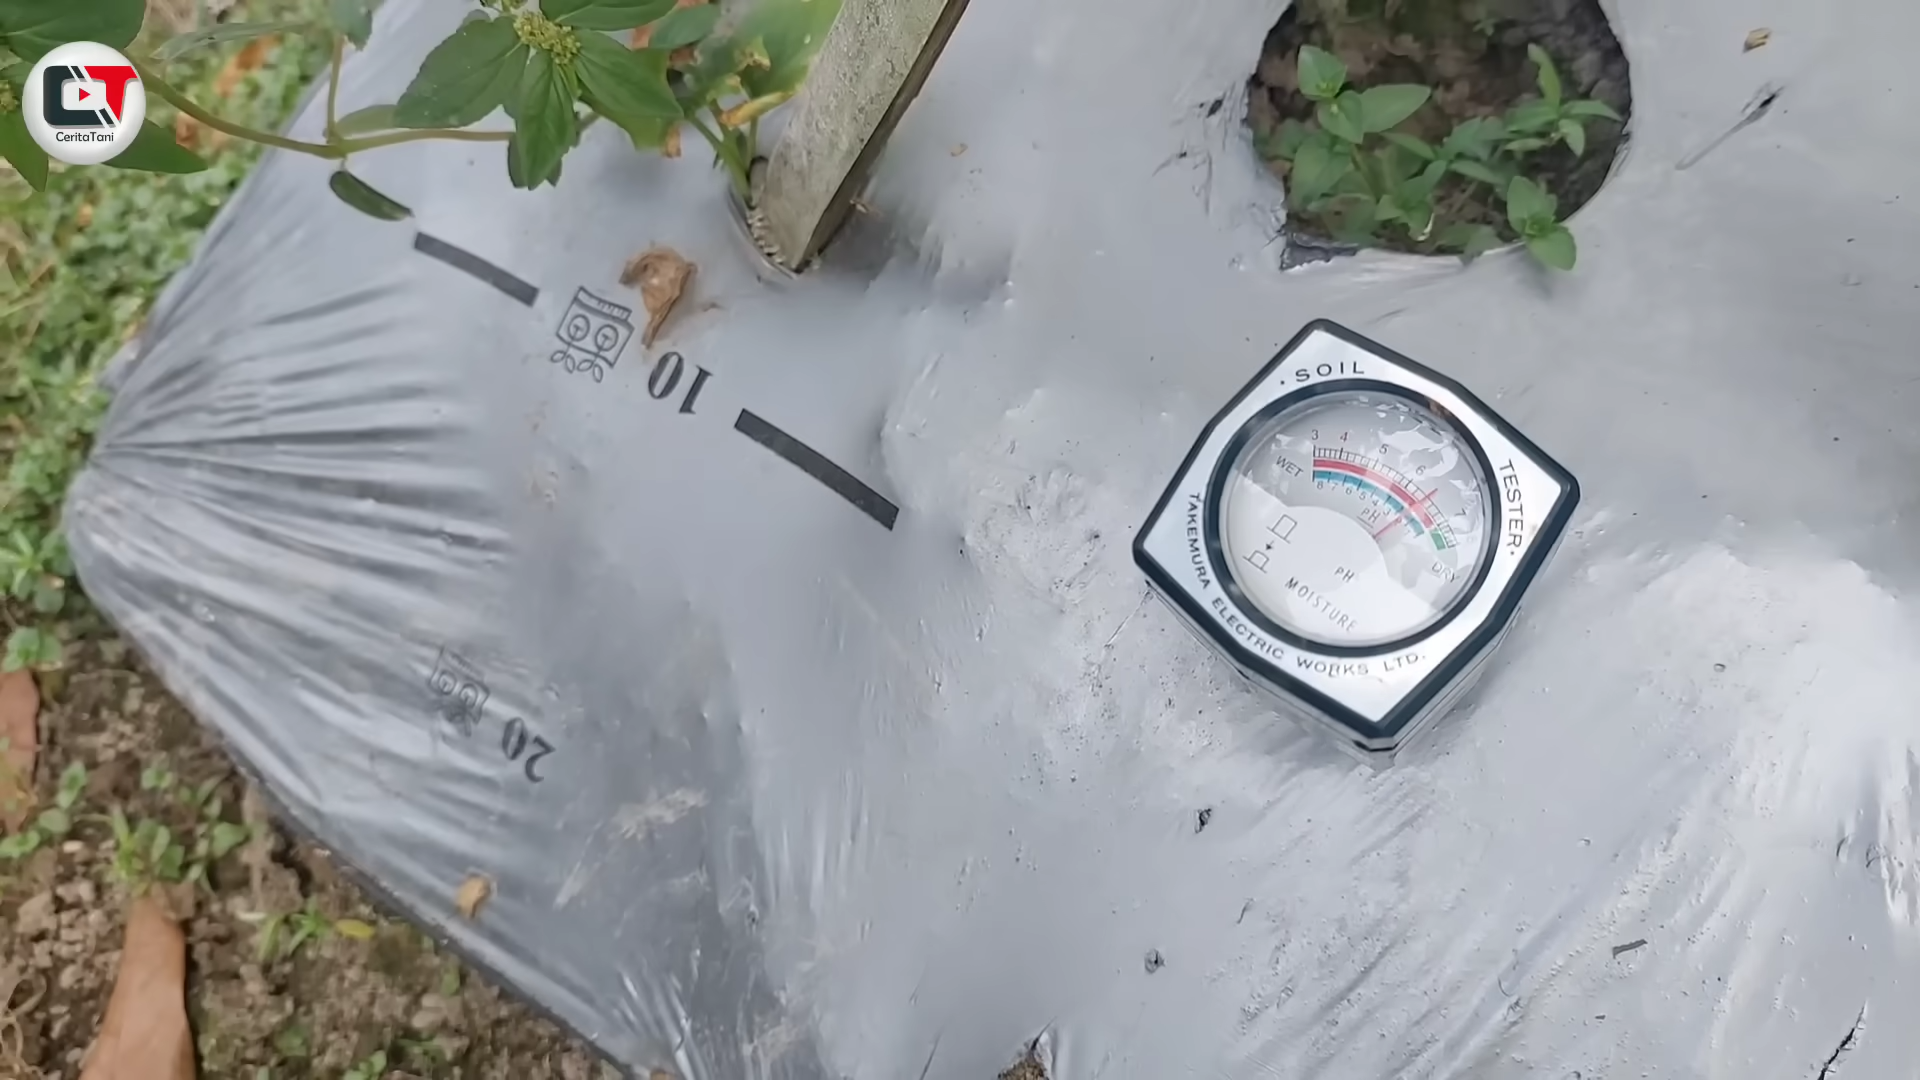 CT
CeritaTani
10
20
· SOIL
TESTER ·
TAKEMURA ELECTRIC WORKS LTD.
3 4 5 6 7
WET
8 7 6 5 4 3
PH
DRY
PH
MOISTURE